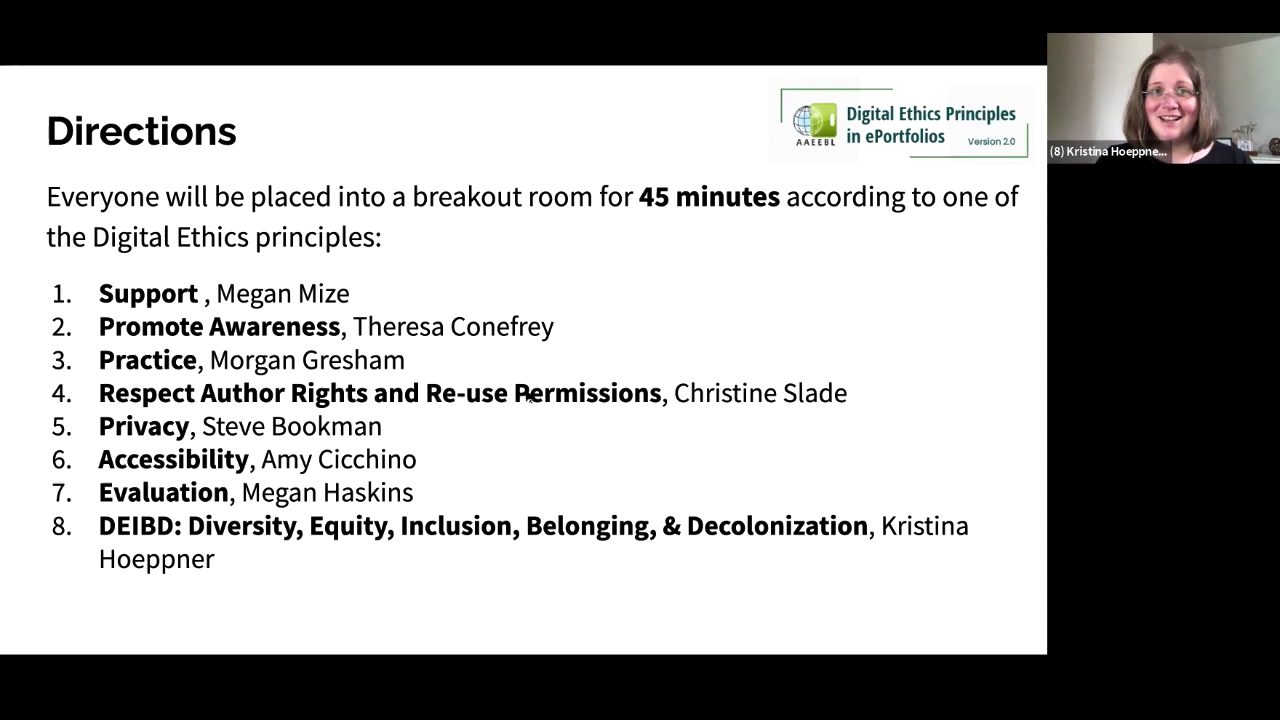 Directions
AAEEBL
Digital Ethics Principles
in ePortfolios
Version 2.0
(8) Kristina Hoeppne...
Everyone will be placed into a breakout room for 45 minutes according to one of
the Digital Ethics principles:
1. Support , Megan Mize
2. Promote Awareness, Theresa Conefrey
3. Practice, Morgan Gresham
4. Respect Author Rights and Re-use Permissions, Christine Slade
5. Privacy, Steve Bookman
6. Accessibility, Amy Cicchino
7. Evaluation, Megan Haskins
8. DEIBD: Diversity, Equity, Inclusion, Belonging, & Decolonization, Kristina
Hoeppner